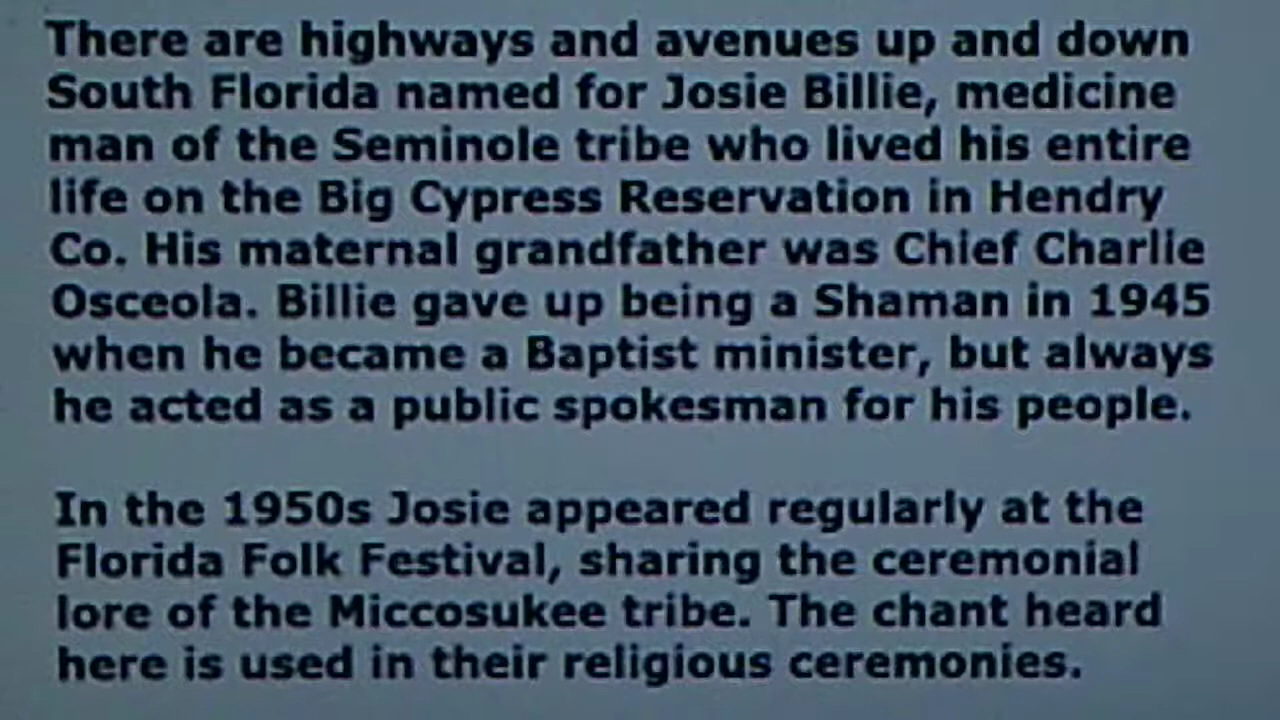 There are highways and avenues up and down
South Florida named for Josie Billie, medicine
man of the Seminole tribe who lived his entire
life on the Big Cypress Reservation in Hendry
Co. His maternal grandfather was Chief Charlie
Osceola. Billie gave up being a Shaman in 1945
when he became a Baptist minister, but always
he acted as a public spokesman for his people.
In the 1950s Josie appeared regularly at the
Florida Folk Festival, sharing the ceremonial
lore of the Miccosukee tribe. The chant heard
here is used in their religious ceremonies.